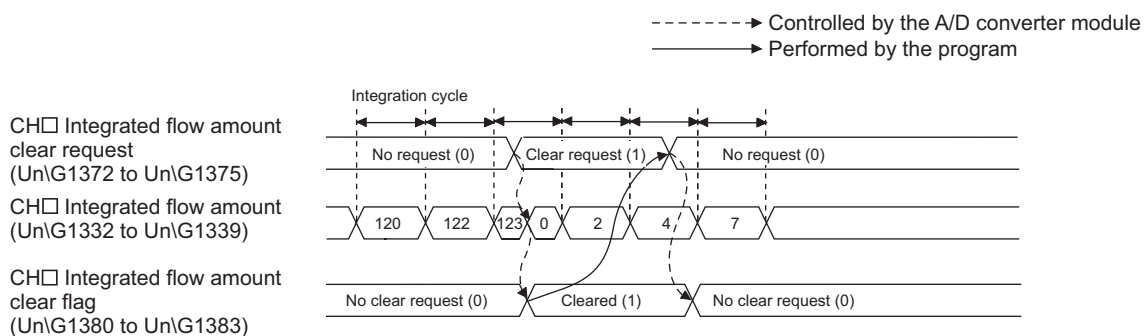 Controlled by the A/D converter module
Performed by the program
Integration cycle
CH□ Integrated flow amount
clear request
(Un\G1372 to Un\G1375)
No request (0) Clear request (1) No request (0)
CH□ Integrated flow amount
(Un\G1332 to Un\G1339)
120 122 123 0 2 4 7
CH□ Integrated flow amount
clear flag
(Un\G1380 to Un\G1383)
No clear request (0) Cleared (1) No clear request (0)